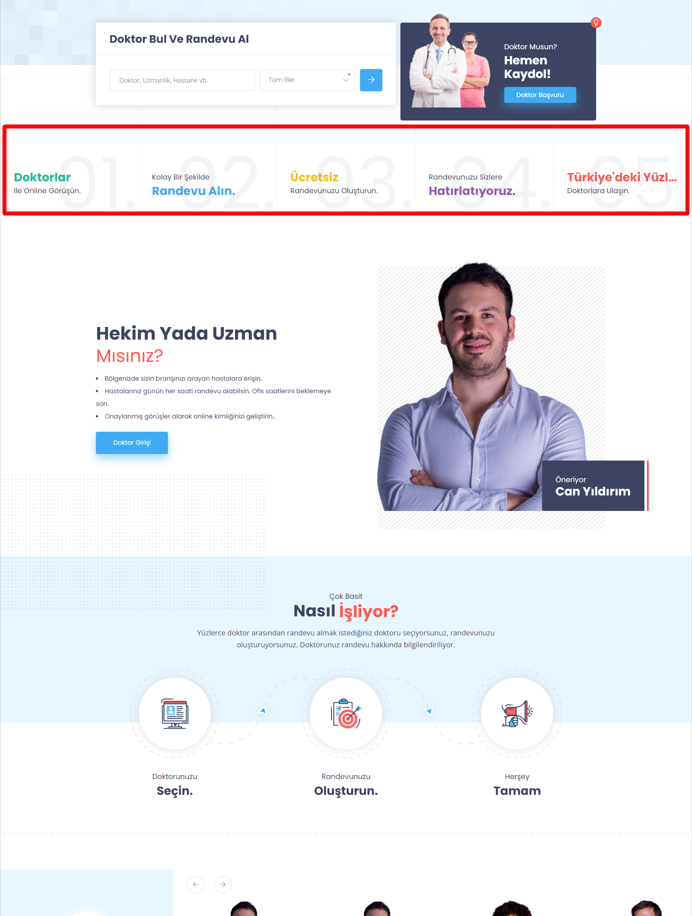 Doktor Bul Ve Randevu Al
Doktor, Uzmanlık, Hastane vb.
Tüm İller
Doktor Musun?
Hemen
Kaydol!
Doktor Başvuru
01.
Doktorlar
Ile Online Görüşün.
02.
Kolay Bir Şekilde
Randevu Alın.
03.
Ücretsiz
Randevunuzu Oluşturun.
04.
Randevunuzu Sizlere
Hatırlatıyoruz.
05.
Türkiye'deki Yüzl...
Doktorlara Ulaşın.
Hekim Yada Uzman
Mısınız?
• Bölgenizde sizin branşınızı arayan hastalara erişin.
• Hastalarınız günün her saati randevu alabilsin. Ofis saatlerini beklemeye
son.
• Onaylanmış görüşler alarak online kimliğinizi geliştirin..
Doktor Girişi
Öneriyor
Can Yıldırım
Çok Basit
Nasıl İşliyor?
Yüzlerce doktor arasından randevu almak istediğiniz doktoru seçiyorsunuz, randevunuzu
oluşturuyorsunuz. Doktorunuz randevu hakkında bilgilendiriliyor.
Doktorunuzu
Seçin.
Randevunuzu
Oluşturun.
Herşey
Tamam